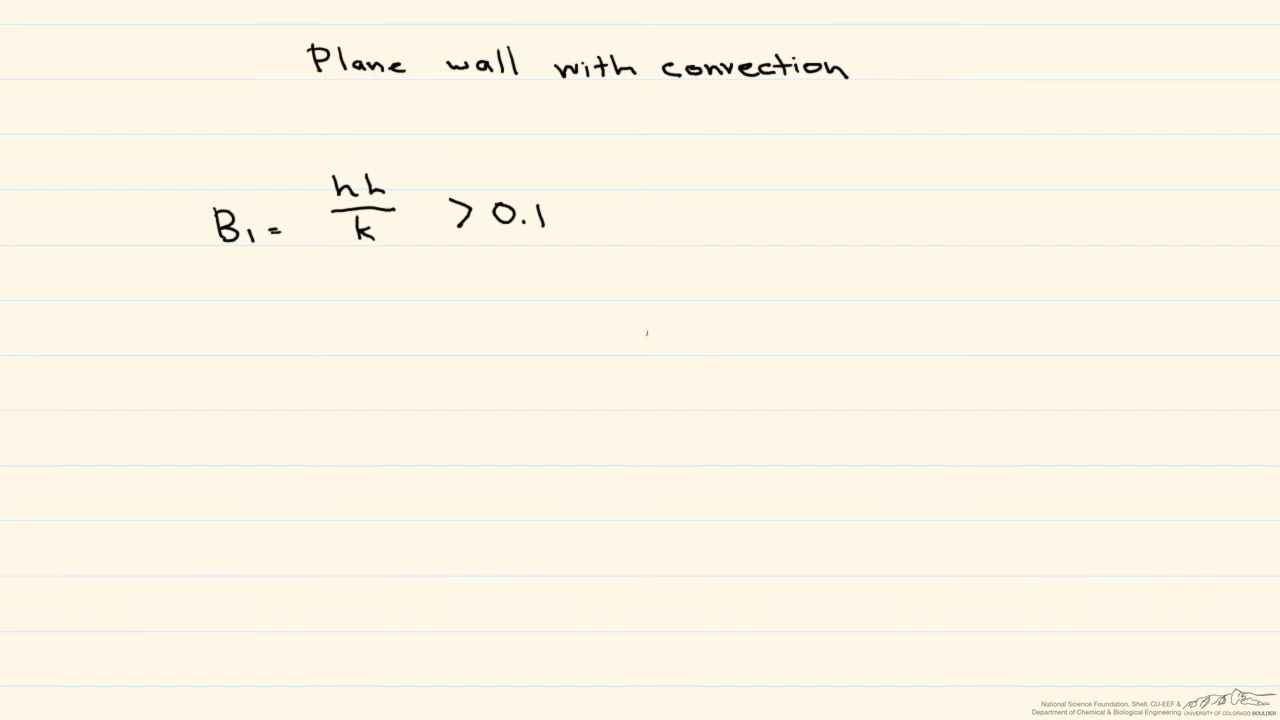 Plane wall with convection
Bi = hL/k > 0.1
National Science Foundation, Shell, CU-EEF &
Department of Chemical & Biological Engineering UNIVERSITY OF COLORADO BOULDER